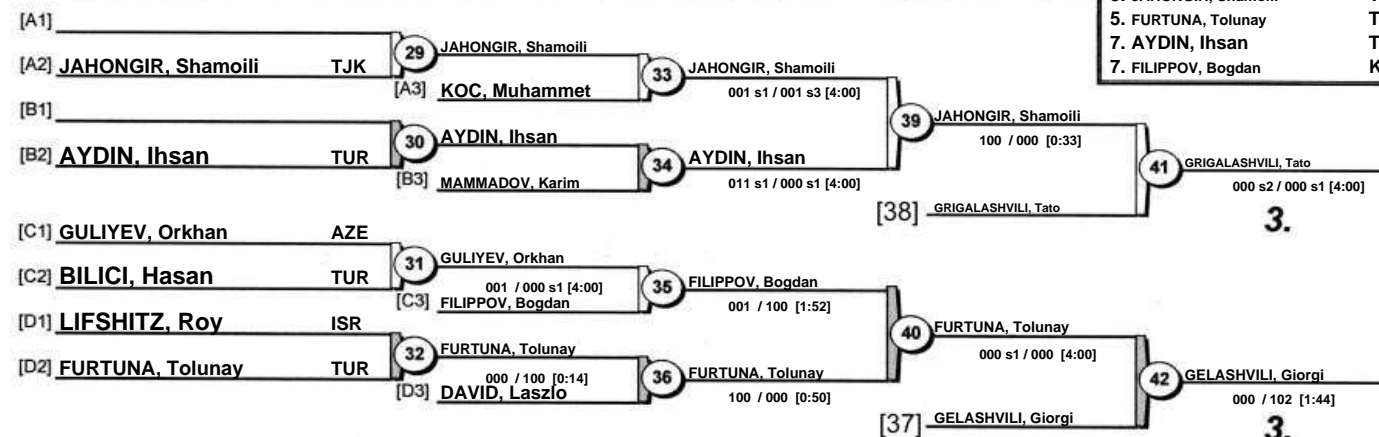 5. FURTUNA, Tolunay T
7. AYDIN, Ihsan T
7. FILIPPOV, Bogdan K
[A1]
29 JAHONGIR, Shamoili
[A2] JAHONGIR, Shamoili TJK
[A3] KOC, Muhammet
33 JAHONGIR, Shamoili
001 s1 / 001 s3 [4:00]
[B1]
30 AYDIN, Ihsan
[B2] AYDIN, Ihsan TUR
[B3] MAMMADOV, Karim
34 AYDIN, Ihsan
011 s1 / 000 s1 [4:00]
39 JAHONGIR, Shamoili
100 / 000 [0:33]
[38] GRIGALASHVILI, Tato
41 GRIGALASHVILI, Tato
000 s2 / 000 s1 [4:00]
3.
[C1] GULIYEV, Orkhan AZE
31 GULIYEV, Orkhan
001 / 000 s1 [4:00]
[C2] BILICI, Hasan TUR
[C3] FILIPPOV, Bogdan
35 FILIPPOV, Bogdan
001 / 100 [1:52]
[D1] LIFSHITZ, Roy ISR
32 FURTUNA, Tolunay
000 / 100 [0:14]
[D2] FURTUNA, Tolunay TUR
[D3] DAVID, Laszlo
36 FURTUNA, Tolunay
100 / 000 [0:50]
40 FURTUNA, Tolunay
000 s1 / 000 [4:00]
[37] GELASHVILI, Giorgi
42 GELASHVILI, Giorgi
000 / 102 [1:44]
3.